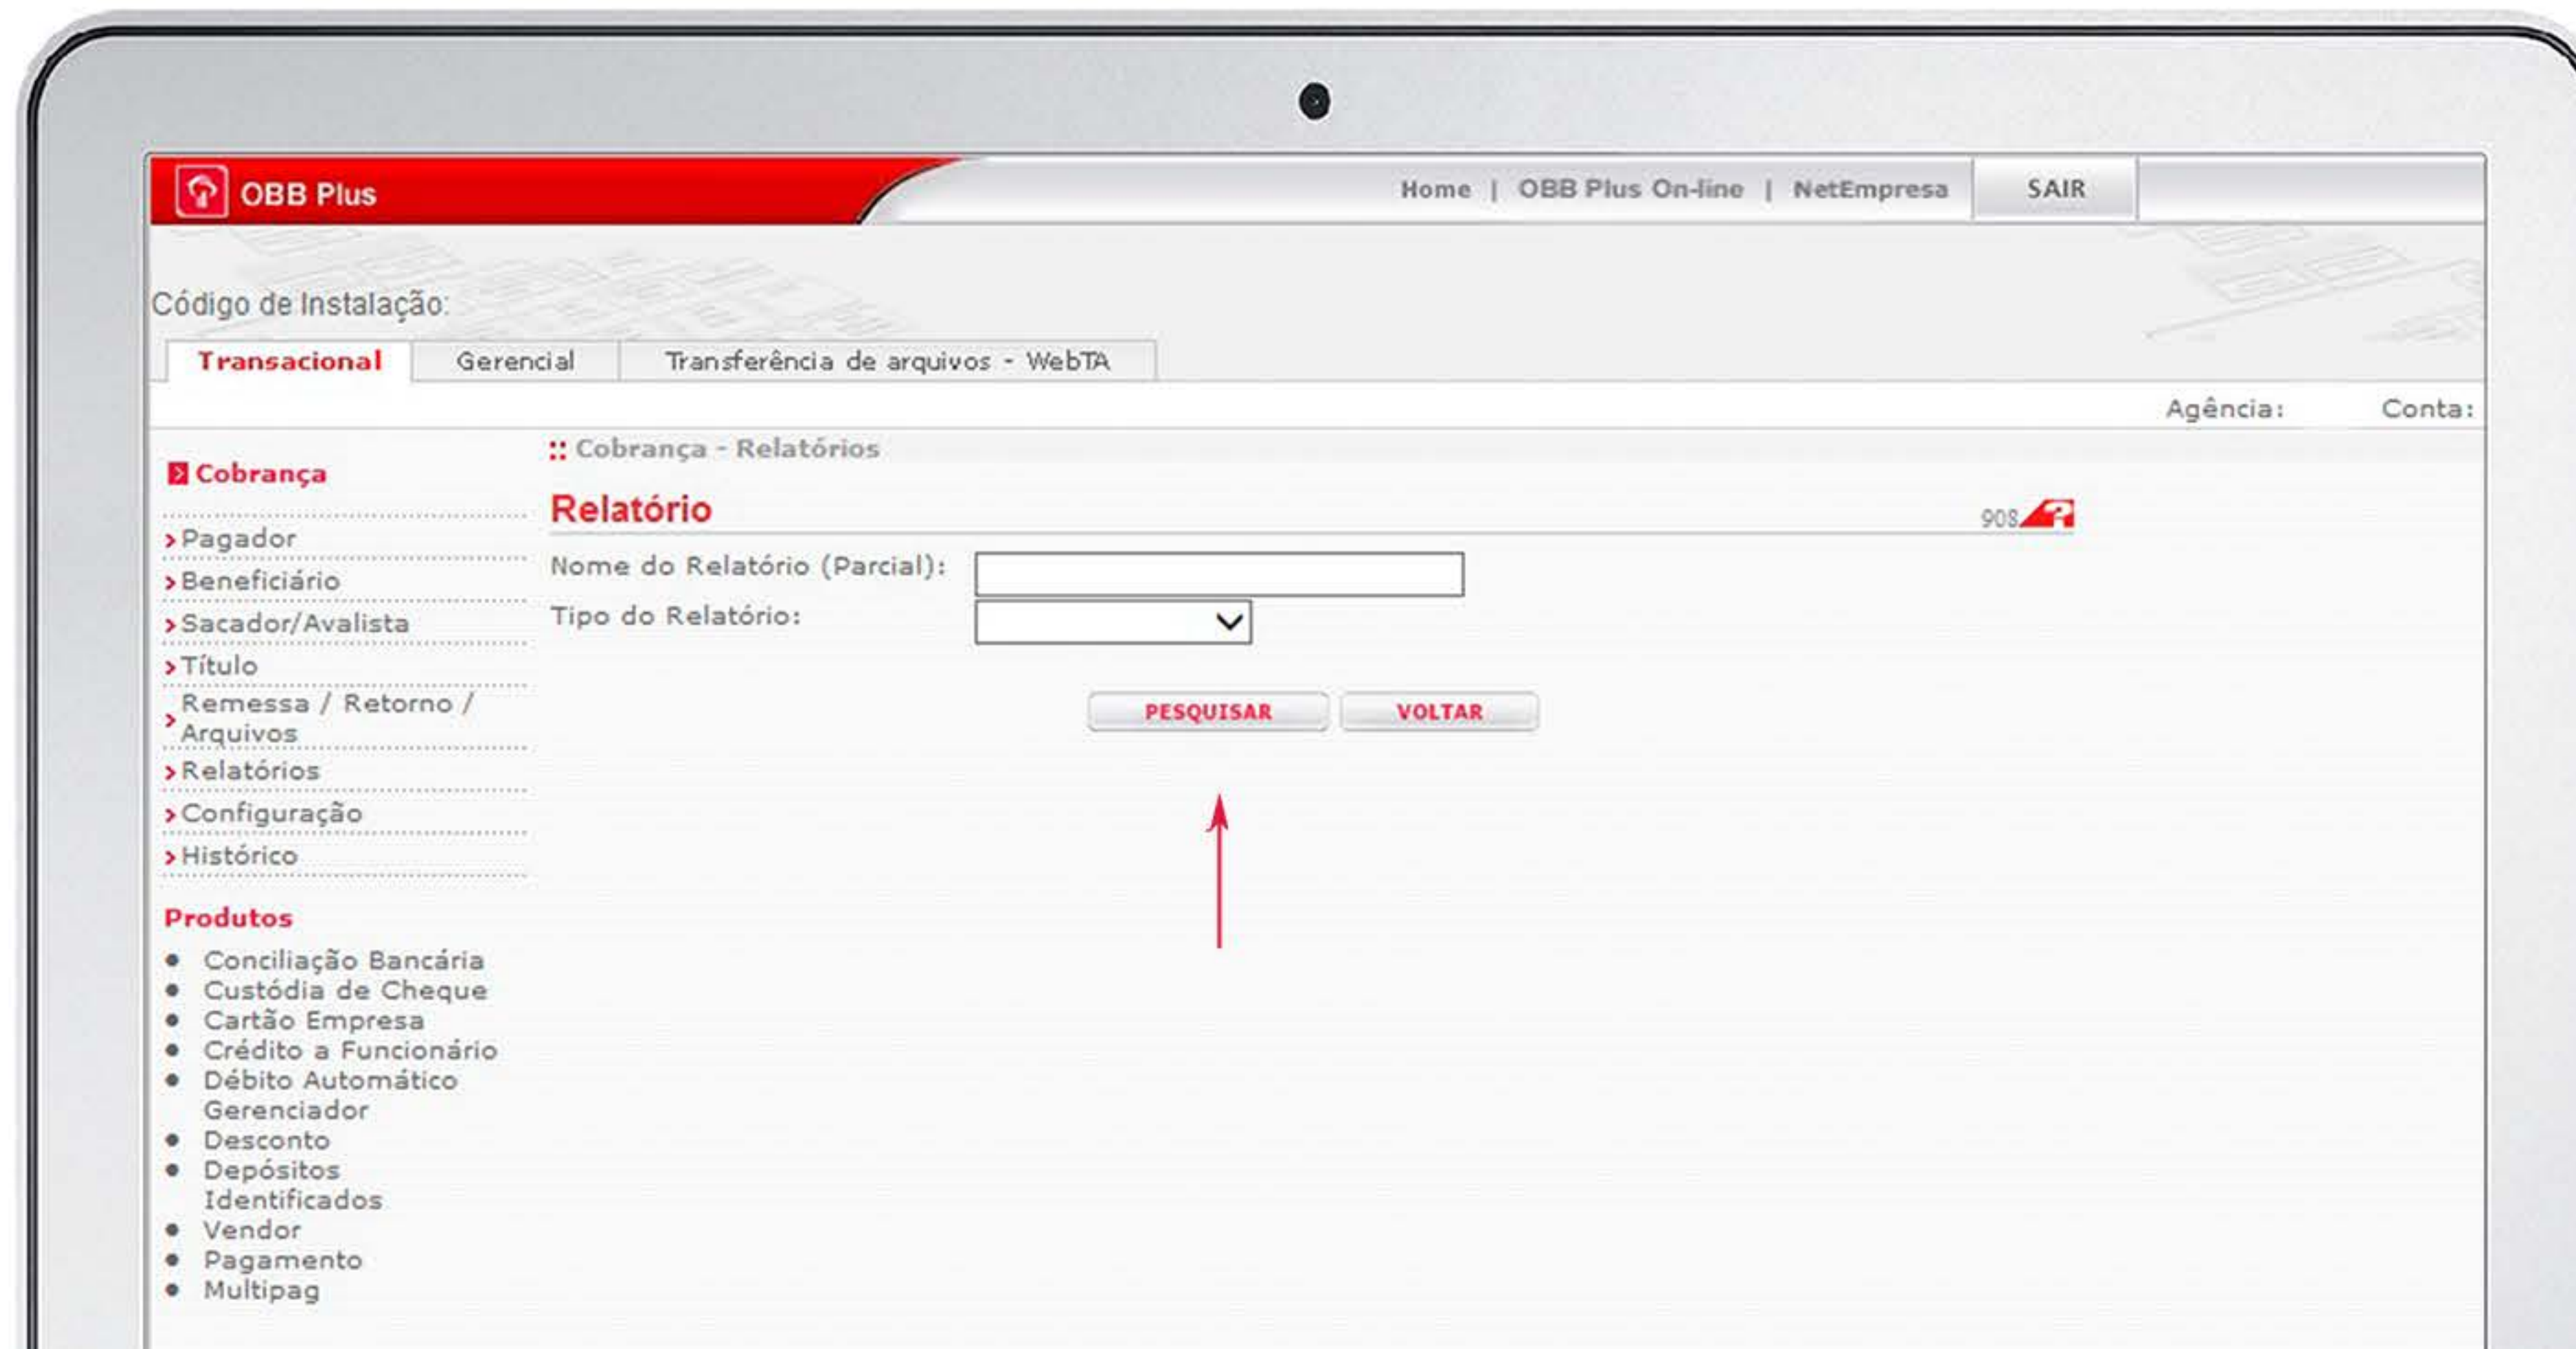 OBB Plus
Home | OBB Plus On-line | NetEmpresa
SAIR
Código de Instalação:
Transacional
Gerencial
Transferência de arquivos - WebTA
Agência:
Conta:
Cobrança
Pagador
Beneficiário
Sacador/Avalista
Título
Remessa / Retorno /
Arquivos
Relatórios
Configuração
Histórico
Produtos
Conciliação Bancária
Custódia de Cheque
Cartão Empresa
Crédito a Funcionário
Débito Automático
Gerenciador
Desconto
Depósitos
Identificados
Vendor
Pagamento
Multipag
:: Cobrança - Relatórios
Relatório
908 ?
Nome do Relatório (Parcial):
Tipo do Relatório:
PESQUISAR
VOLTAR